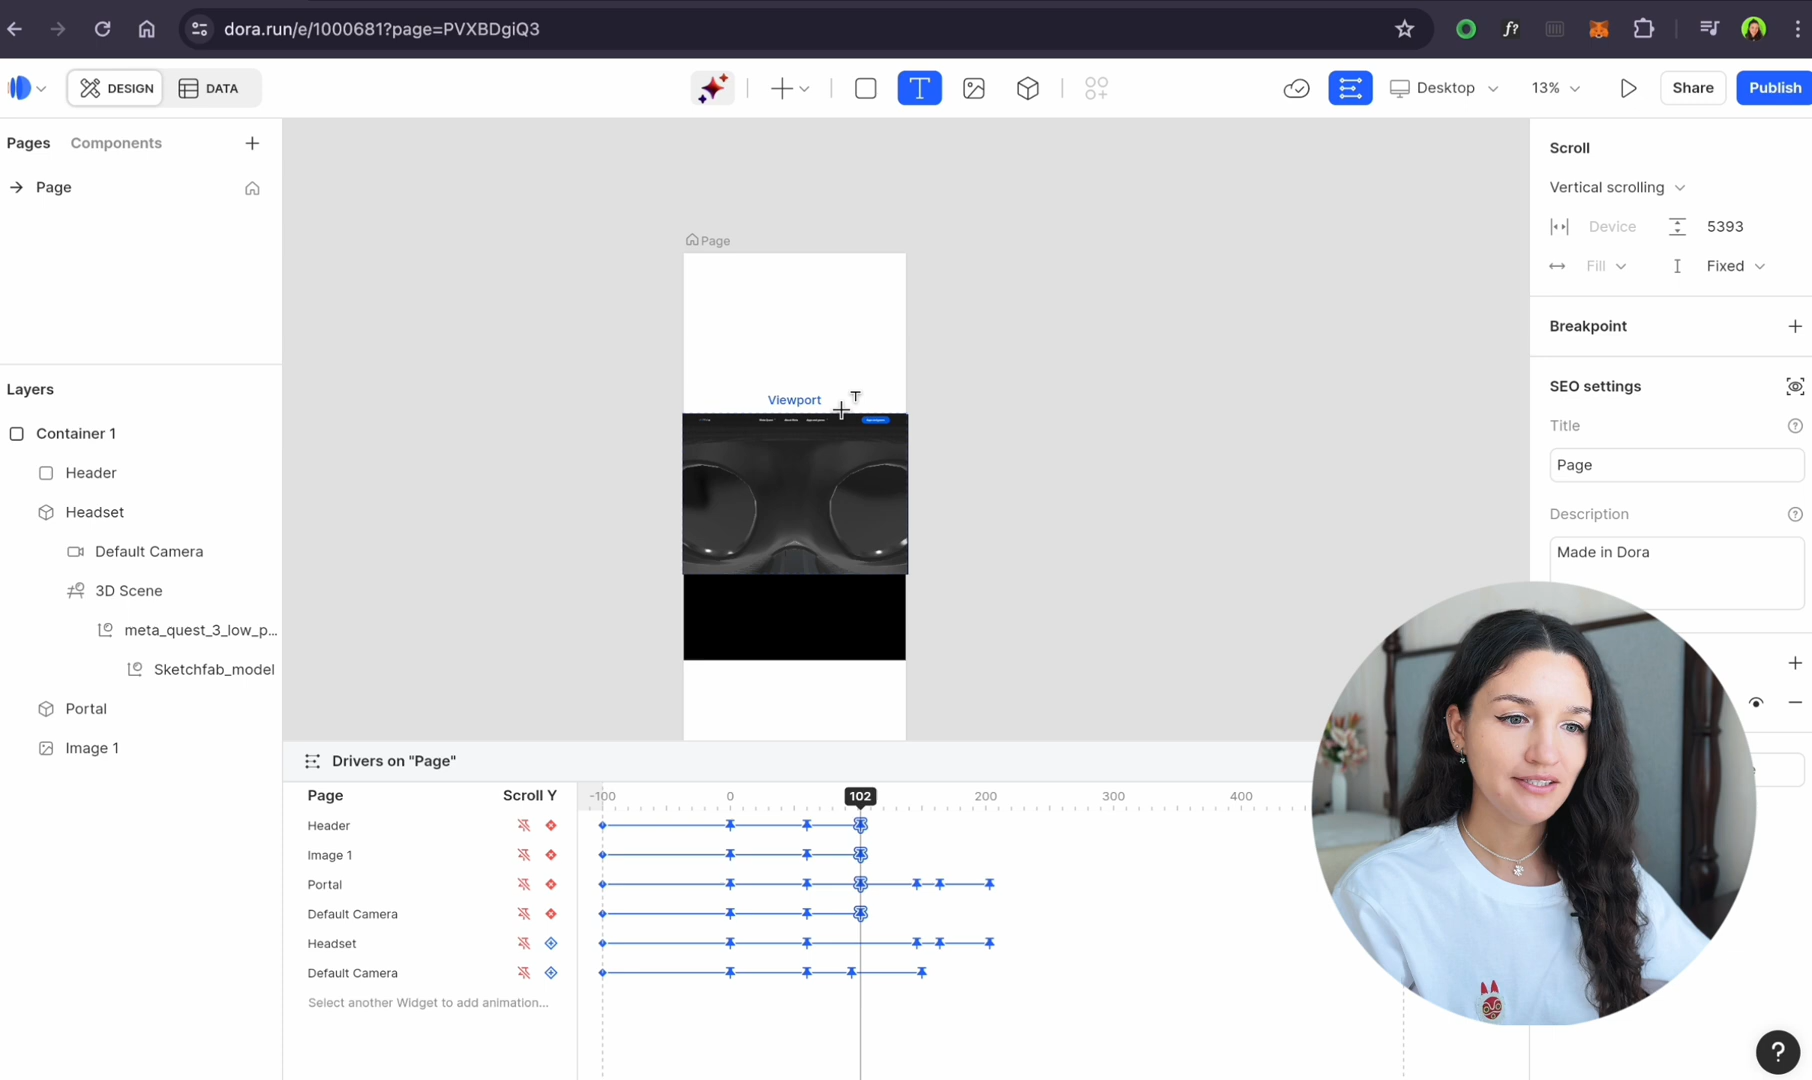 dora.run/e/1000681?page=PVXBDgiQ3
f?
DESIGN
DATA
T
Desktop
13%
Share
Publish
Pages
Components
Page
Layers
Container 1
Header
Headset
Default Camera
3D Scene
meta_quest_3_low_p...
Sketchfab_model
Portal
Image 1
Page
Viewport
T
Scroll
Vertical scrolling
Device
5393
Fill
Fixed
Breakpoint
SEO settings
Title
?
Page
Description
?
Made in Dora
Drivers on "Page"
Page
Scroll Y
-100
0
102
200
300
400
Header
Image 1
Portal
Default Camera
Headset
Default Camera
Select another Widget to add animation...
?